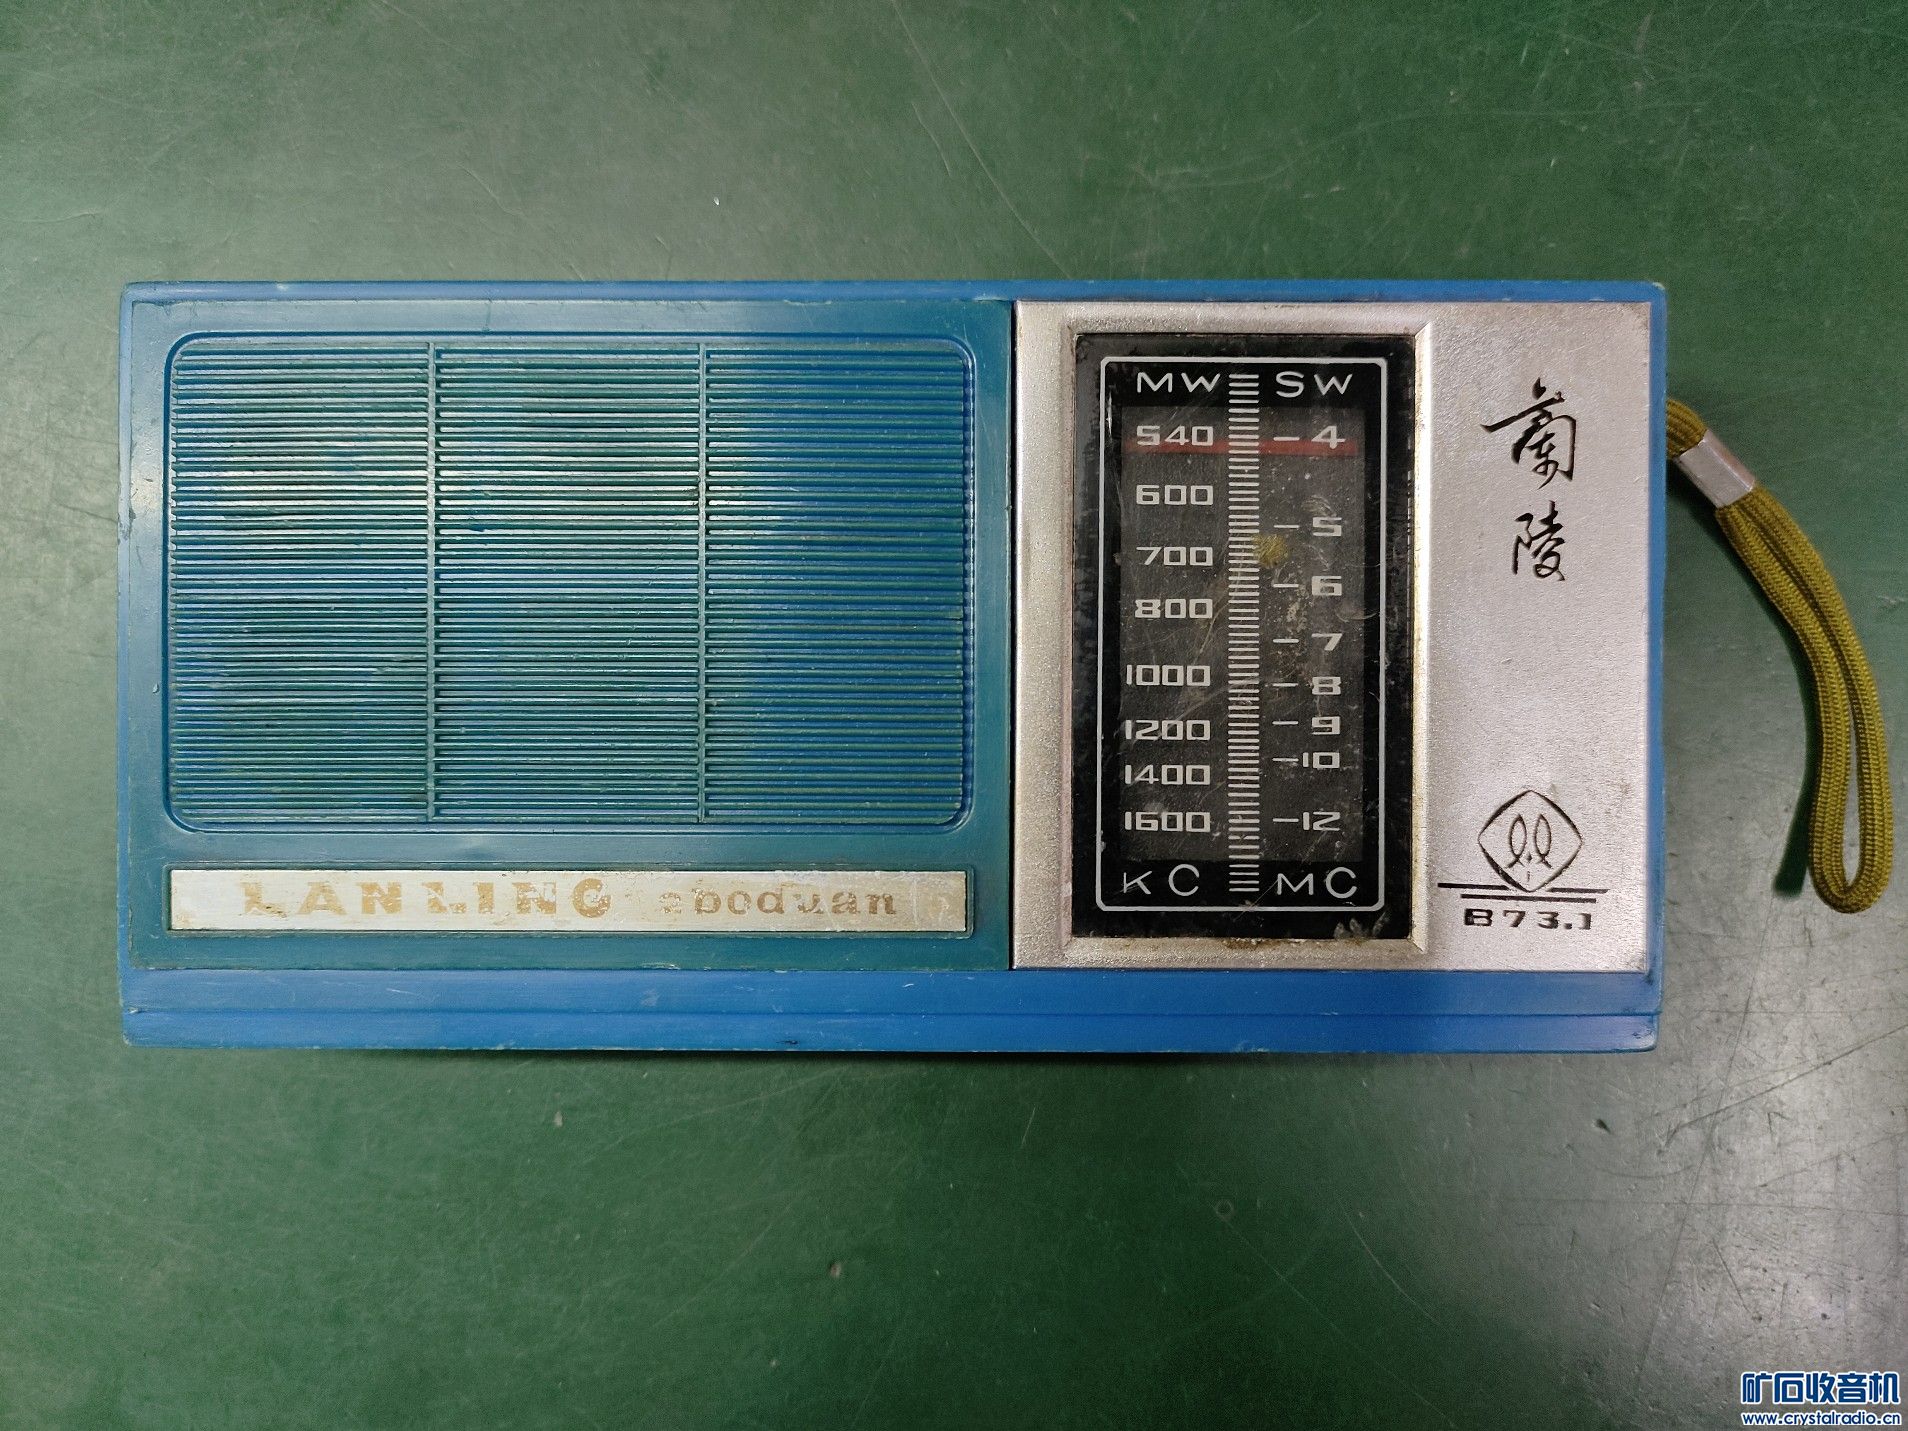 MW SW
540 4
600
5
700
6
800
7
1000
8
1200
9
10
1400
1600
12
KC MC
蘭
陵
B73.1
LANLING 2boduan
矿石收音机
www.crystalradio.cn